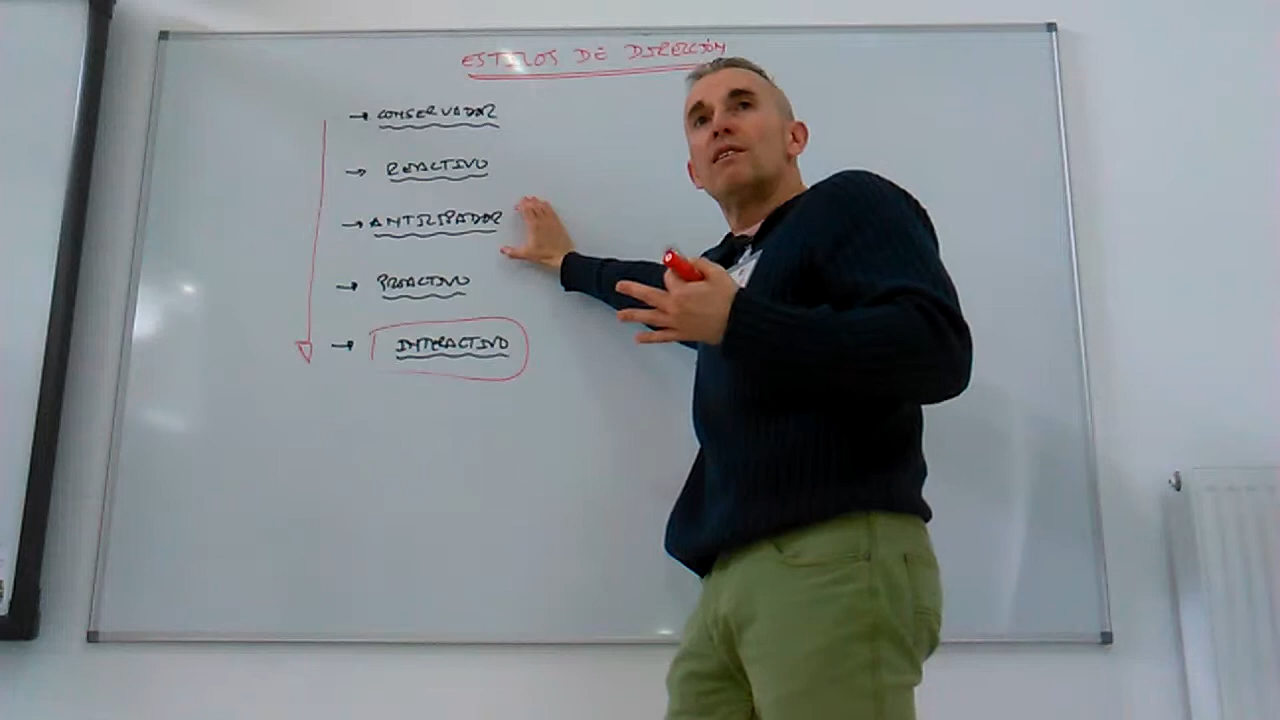 ESTILOS DE DIRECCIÓN
→ CONSERVADOR
→ REACTIVO
→ ANTICIPADOR
→ PROACTIVO
→ INTERACTIVO